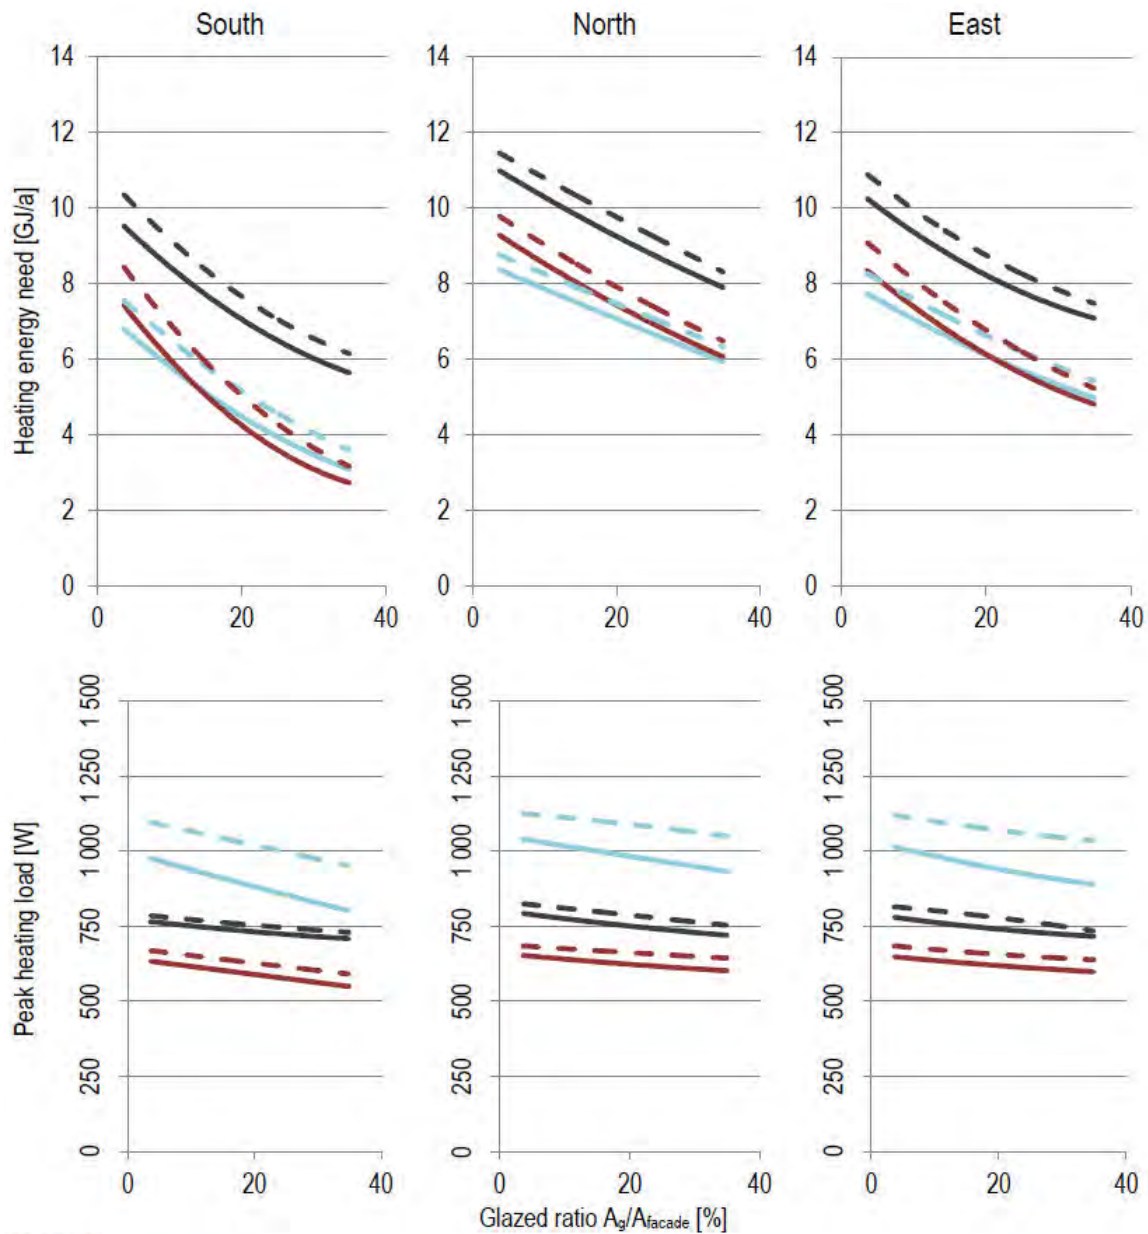 South North East
Heating energy need [GJ/a]
14 14 14
12 12 12
10 10 10
8 8 8
6 6 6
4 4 4
2 2 2
0 0 0
0 20 40 0 20 40 0 20 40
Peak heating load [W]
1 500 1 500 1 500
1 250 1 250 1 250
1 000 1 000 1 000
750 750 750
500 500 500
250 250 250
0 0 0
0 20 40 0 20 40 0 20 40
Glazed ratio Ag/Afacade [%]